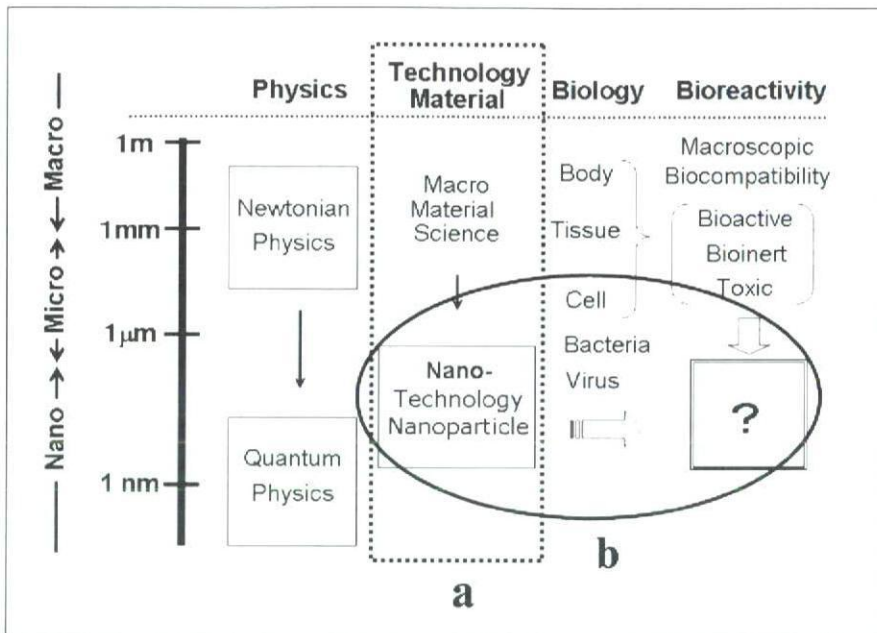 Physics
Technology
Material
Biology
Bioreactivity
Nano → ← Micro → ← Macro
1m
1mm
1μm
1 nm
Newtonian
Physics
Quantum
Physics
Macro
Material
Science
Nano-
Technology
Nanoparticle
Body
Tissue
Cell
Bacteria
Virus
Macroscopic
Biocompatibility
Bioactive
Bioinert
Toxic
?
a
b